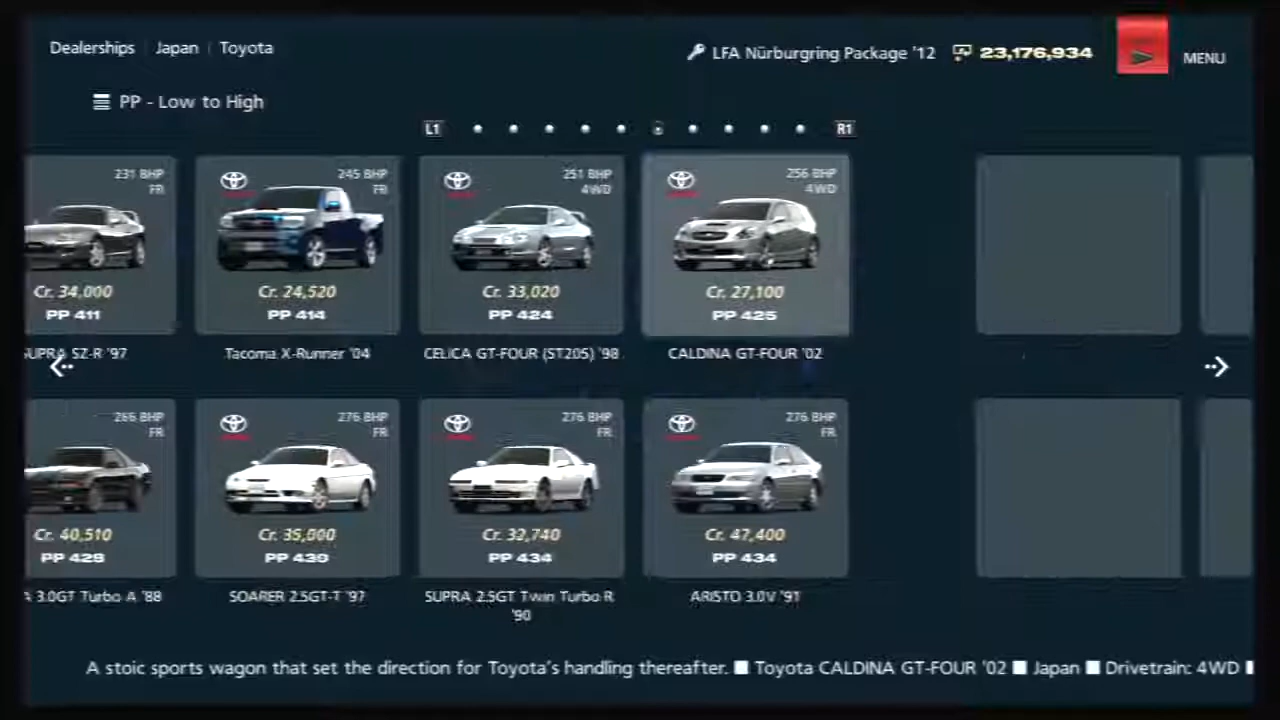 Dealerships Japan Toyota
LFA Nürburgring Package '12 23,176,934 MENU
PP - Low to High
L1 R1
231 BHP FR
245 BHP FR
251 BHP 4WD
256 BHP 4WD
Cr. 34,000
Cr. 24,520
Cr. 33,020
Cr. 27,100
PP 411
PP 414
PP 424
PP 425
SUPRA SZ-R '97
Tacoma X-Runner '04
CELICA GT-FOUR (ST205) '98
CALDINA GT-FOUR '02
266 BHP FR
276 BHP FR
276 BHP FR
276 BHP FR
Cr. 40,510
Cr. 35,000
Cr. 32,740
Cr. 47,400
PP 429
PP 430
PP 434
PP 434
A 3.0GT Turbo A '88
SOARER 2.5GT-T '97
SUPRA 2.5GT Twin Turbo R '90
ARISTO 3.0V '91
A stoic sports wagon that set the direction for Toyota's handling thereafter. ■ Toyota CALDINA GT-FOUR '02 ■ Japan ■ Drivetrain: 4WD ■